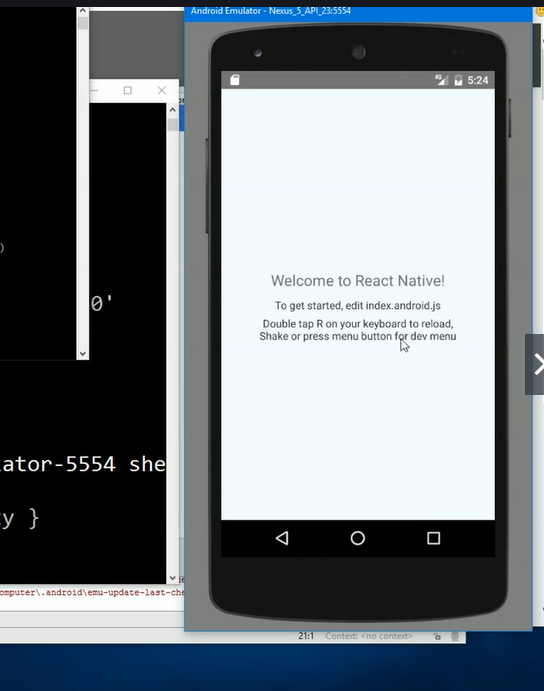 Android Emulator - Nexus_5_API_23:5554
4G 5:24
)
0'
Welcome to React Native!
To get started, edit index.android.js
Double tap R on your keyboard to reload,
Shake or press menu button for dev menu
ator-5554 she
y }
omputer\.android\emu-update-last-che
21:1 Context: <no context>